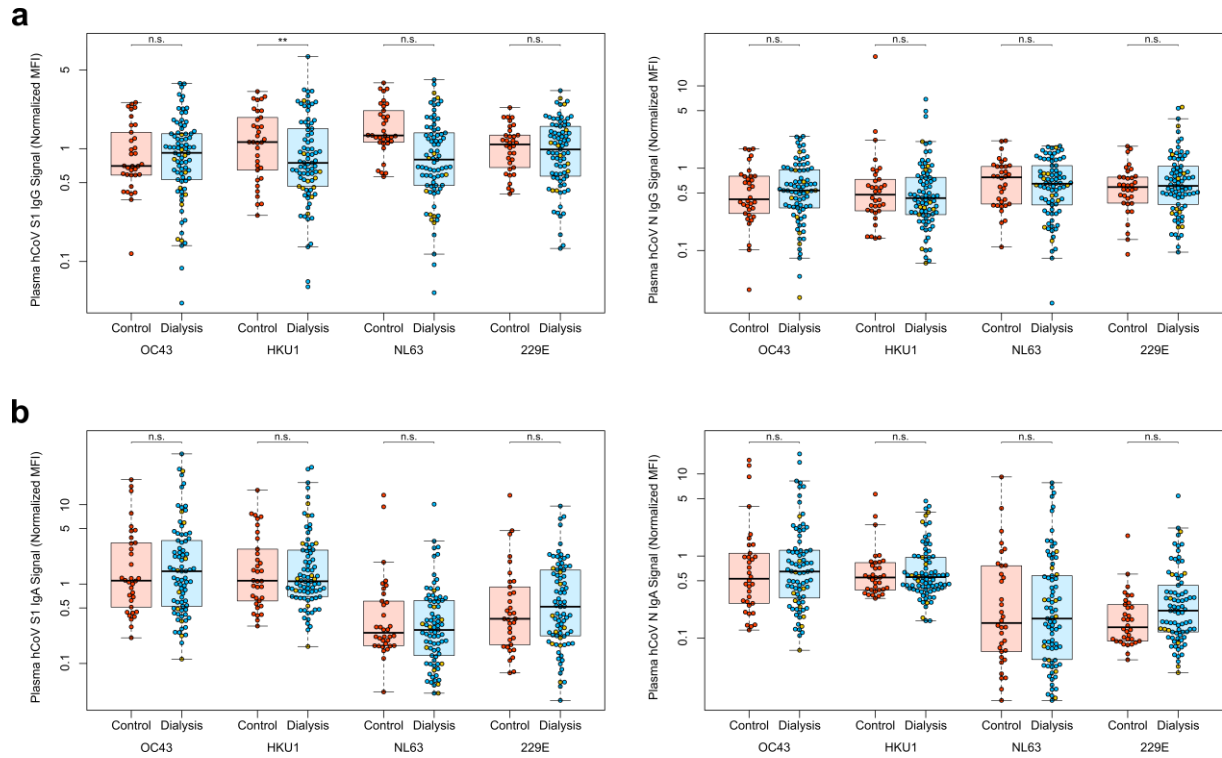 a
n.s. ** n.s. n.s.
Plasma hCoV S1 IgG Signal (Normalized MFI)
5
1
0.5
0.1
Control Dialysis Control Dialysis Control Dialysis Control Dialysis
OC43 HKU1 NL63 229E
n.s. n.s. n.s. n.s.
Plasma hCoV N IgG Signal (Normalized MFI)
10
5
1
0.5
0.1
Control Dialysis Control Dialysis Control Dialysis Control Dialysis
OC43 HKU1 NL63 229E
b
n.s. n.s. n.s. n.s.
Plasma hCoV S1 IgA Signal (Normalized MFI)
10
5
1
0.5
0.1
Control Dialysis Control Dialysis Control Dialysis Control Dialysis
OC43 HKU1 NL63 229E
n.s. n.s. n.s. n.s.
Plasma hCoV N IgA Signal (Normalized MFI)
10
5
1
0.5
0.1
Control Dialysis Control Dialysis Control Dialysis Control Dialysis
OC43 HKU1 NL63 229E